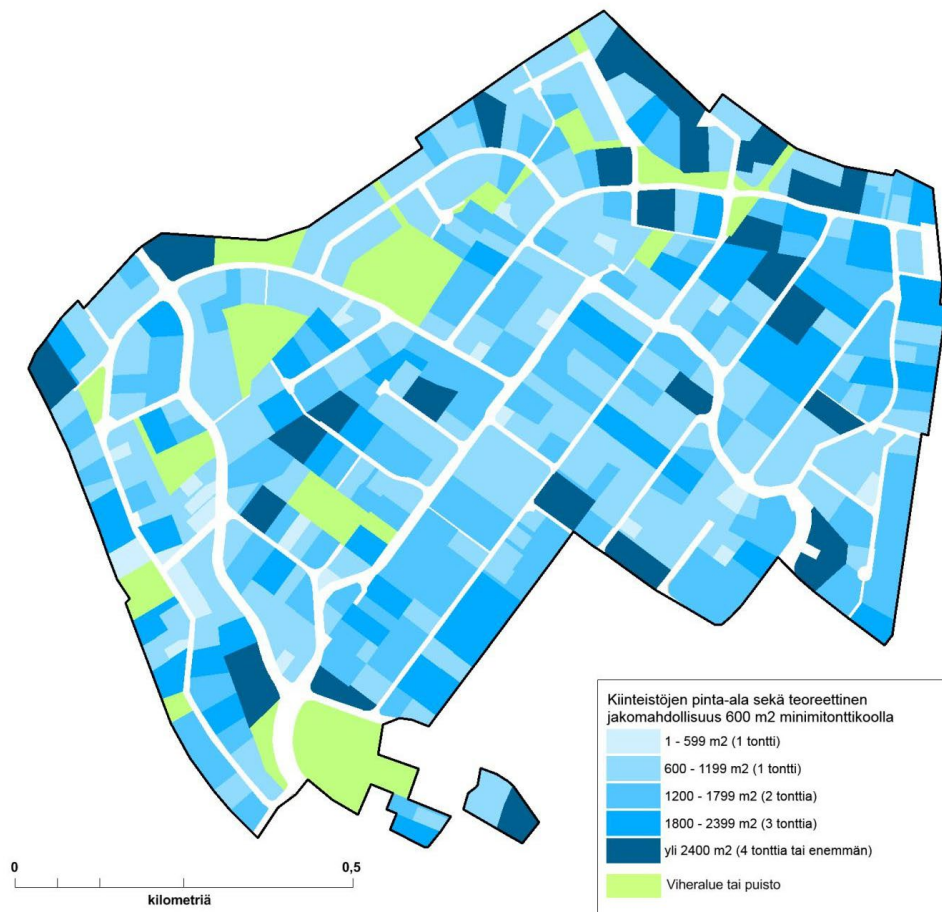 Kiinteistöjen pinta-ala sekä teoreettinen
jakomahdollisuus 600 m2 minimitonttikoolla
1 - 599 m2 (1 tontti)
600 - 1199 m2 (1 tontti)
1200 - 1799 m2 (2 tonttia)
1800 - 2399 m2 (3 tonttia)
yli 2400 m2 (4 tonttia tai enemmän)
Viheralue tai puisto
0 0,5
kilometriä